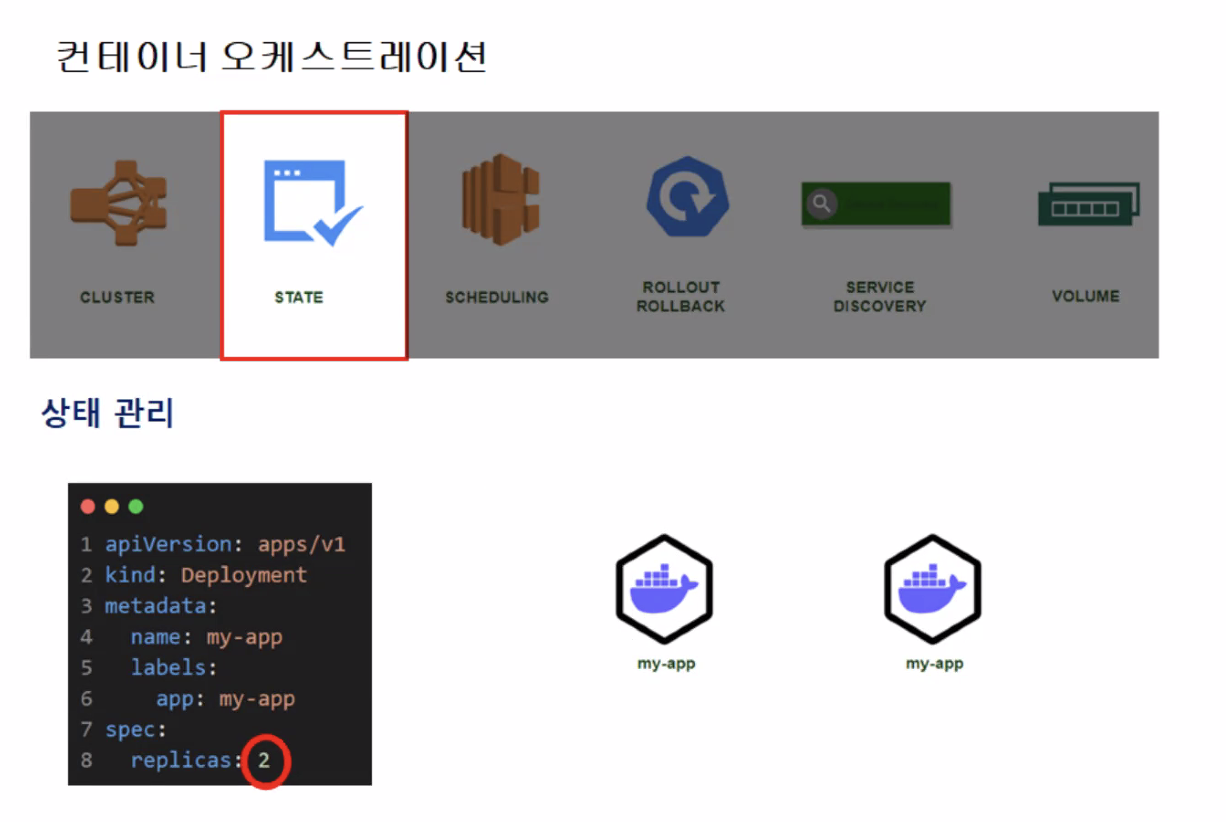 컨테이너 오케스트레이션
CLUSTER
STATE
SCHEDULING
ROLLOUT
ROLLBACK
SERVICE
DISCOVERY
VOLUME
상태 관리
1 apiVersion: apps/v1
2 kind: Deployment
3 metadata:
4   name: my-app
5   labels:
6     app: my-app
7 spec:
8   replicas: 2
my-app
my-app